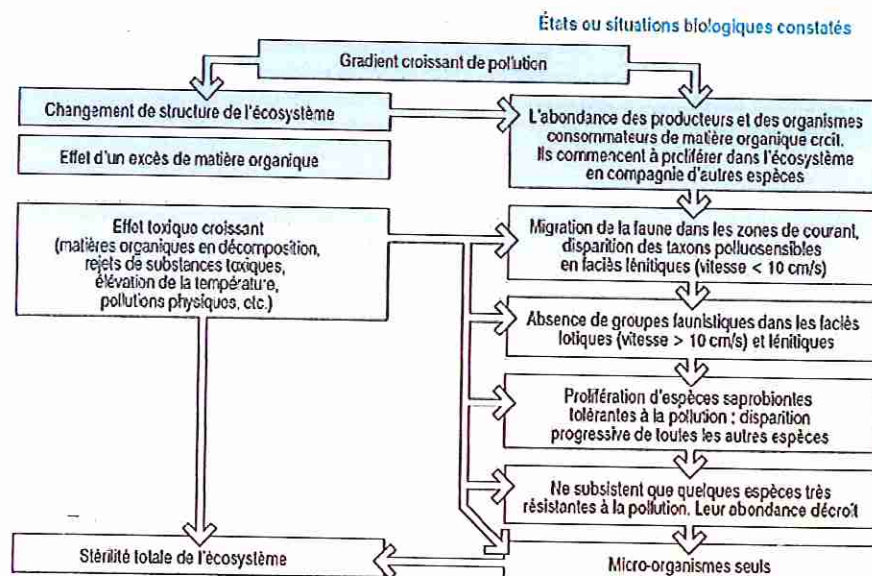 États ou situations biologiques constatés
Gradient croissant de pollution
Changement de structure de l'écosystème
Effet d'un excès de matière organique
L'abondance des producteurs et des organismes
consommateurs de matière organique croît.
Ils commencent à proliférer dans l'écosystème
en compagnie d'autres espèces
Effet toxique croissant
(matières organiques en décomposition,
rejets de substances toxiques,
élévation de la température,
pollutions physiques, etc.)
Migration de la faune dans les zones de courant,
disparition des taxons polluosensibles
en faciès lénitiques (vitesse < 10 cm/s)
Absence de groupes faunistiques dans les faciès
lotiques (vitesse > 10 cm/s) et lénitiques
Prolifération d'espèces saprobiontes
tolérantes à la pollution ; disparition
progressive de toutes les autres espèces
Ne subsistent que quelques espèces très
résistantes à la pollution. Leur abondance décroît
Stérilité totale de l'écosystème
Micro-organismes seuls